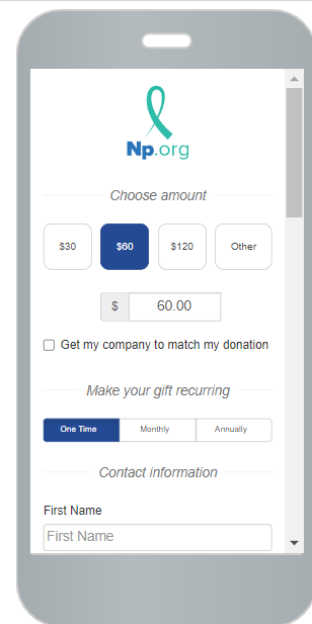 Np.org
Choose amount
$30 $60 $120 Other
$ 60.00
Get my company to match my donation
Make your gift recurring
One Time Monthly Annually
Contact information
First Name
First Name